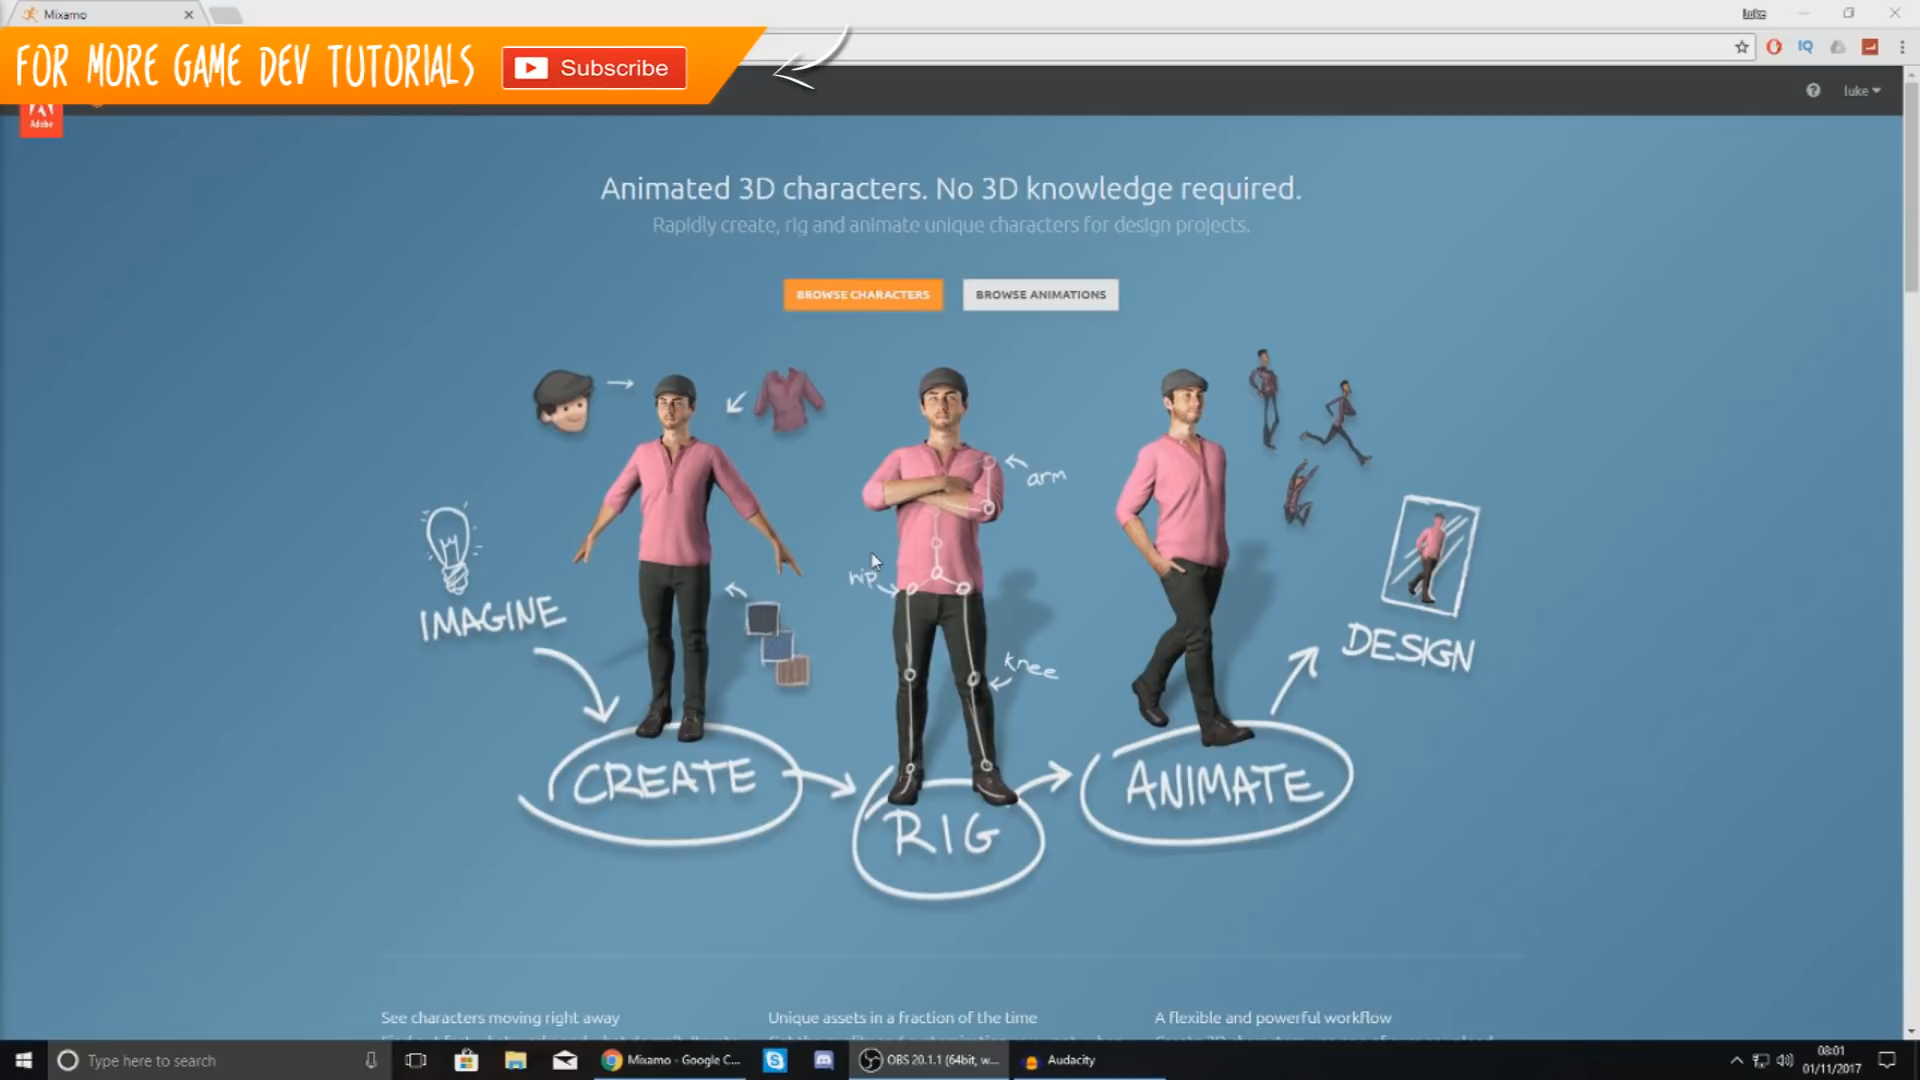 Mixamo
luke
FOR MORE GAME DEV TUTORIALS
Subscribe
IQ
Adobe
luke
Animated 3D characters. No 3D knowledge required.
Rapidly create, rig and animate unique characters for design projects.
BROWSE CHARACTERS
BROWSE ANIMATIONS
arm
hip
IMAGINE
knee
DESIGN
CREATE
RIG
ANIMATE
See characters moving right away
Unique assets in a fraction of the time
A flexible and powerful workflow
Type here to search
Mixamo - Google C...
OBS 20.1.1 (64bit, w...
Audacity
08:01
01/11/2017